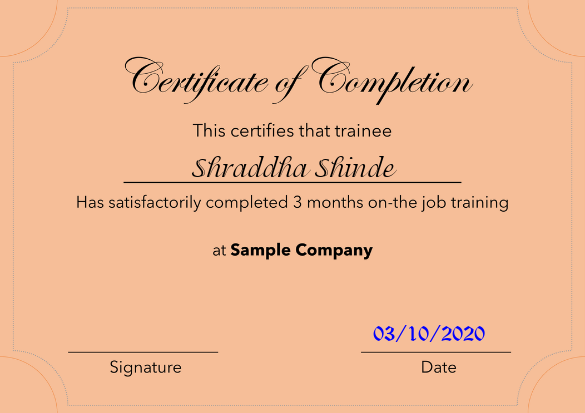 Certificate of Completion
This certifies that trainee
Shraddha Shinde
Has satisfactorily completed 3 months on-the job training
at Sample Company
03/10/2020
Signature
Date